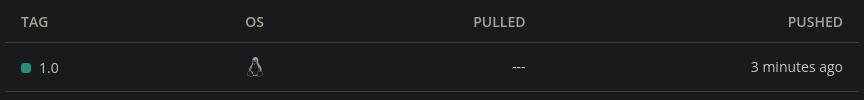 TAG OS PULLED PUSHED
1.0 --- 3 minutes ago